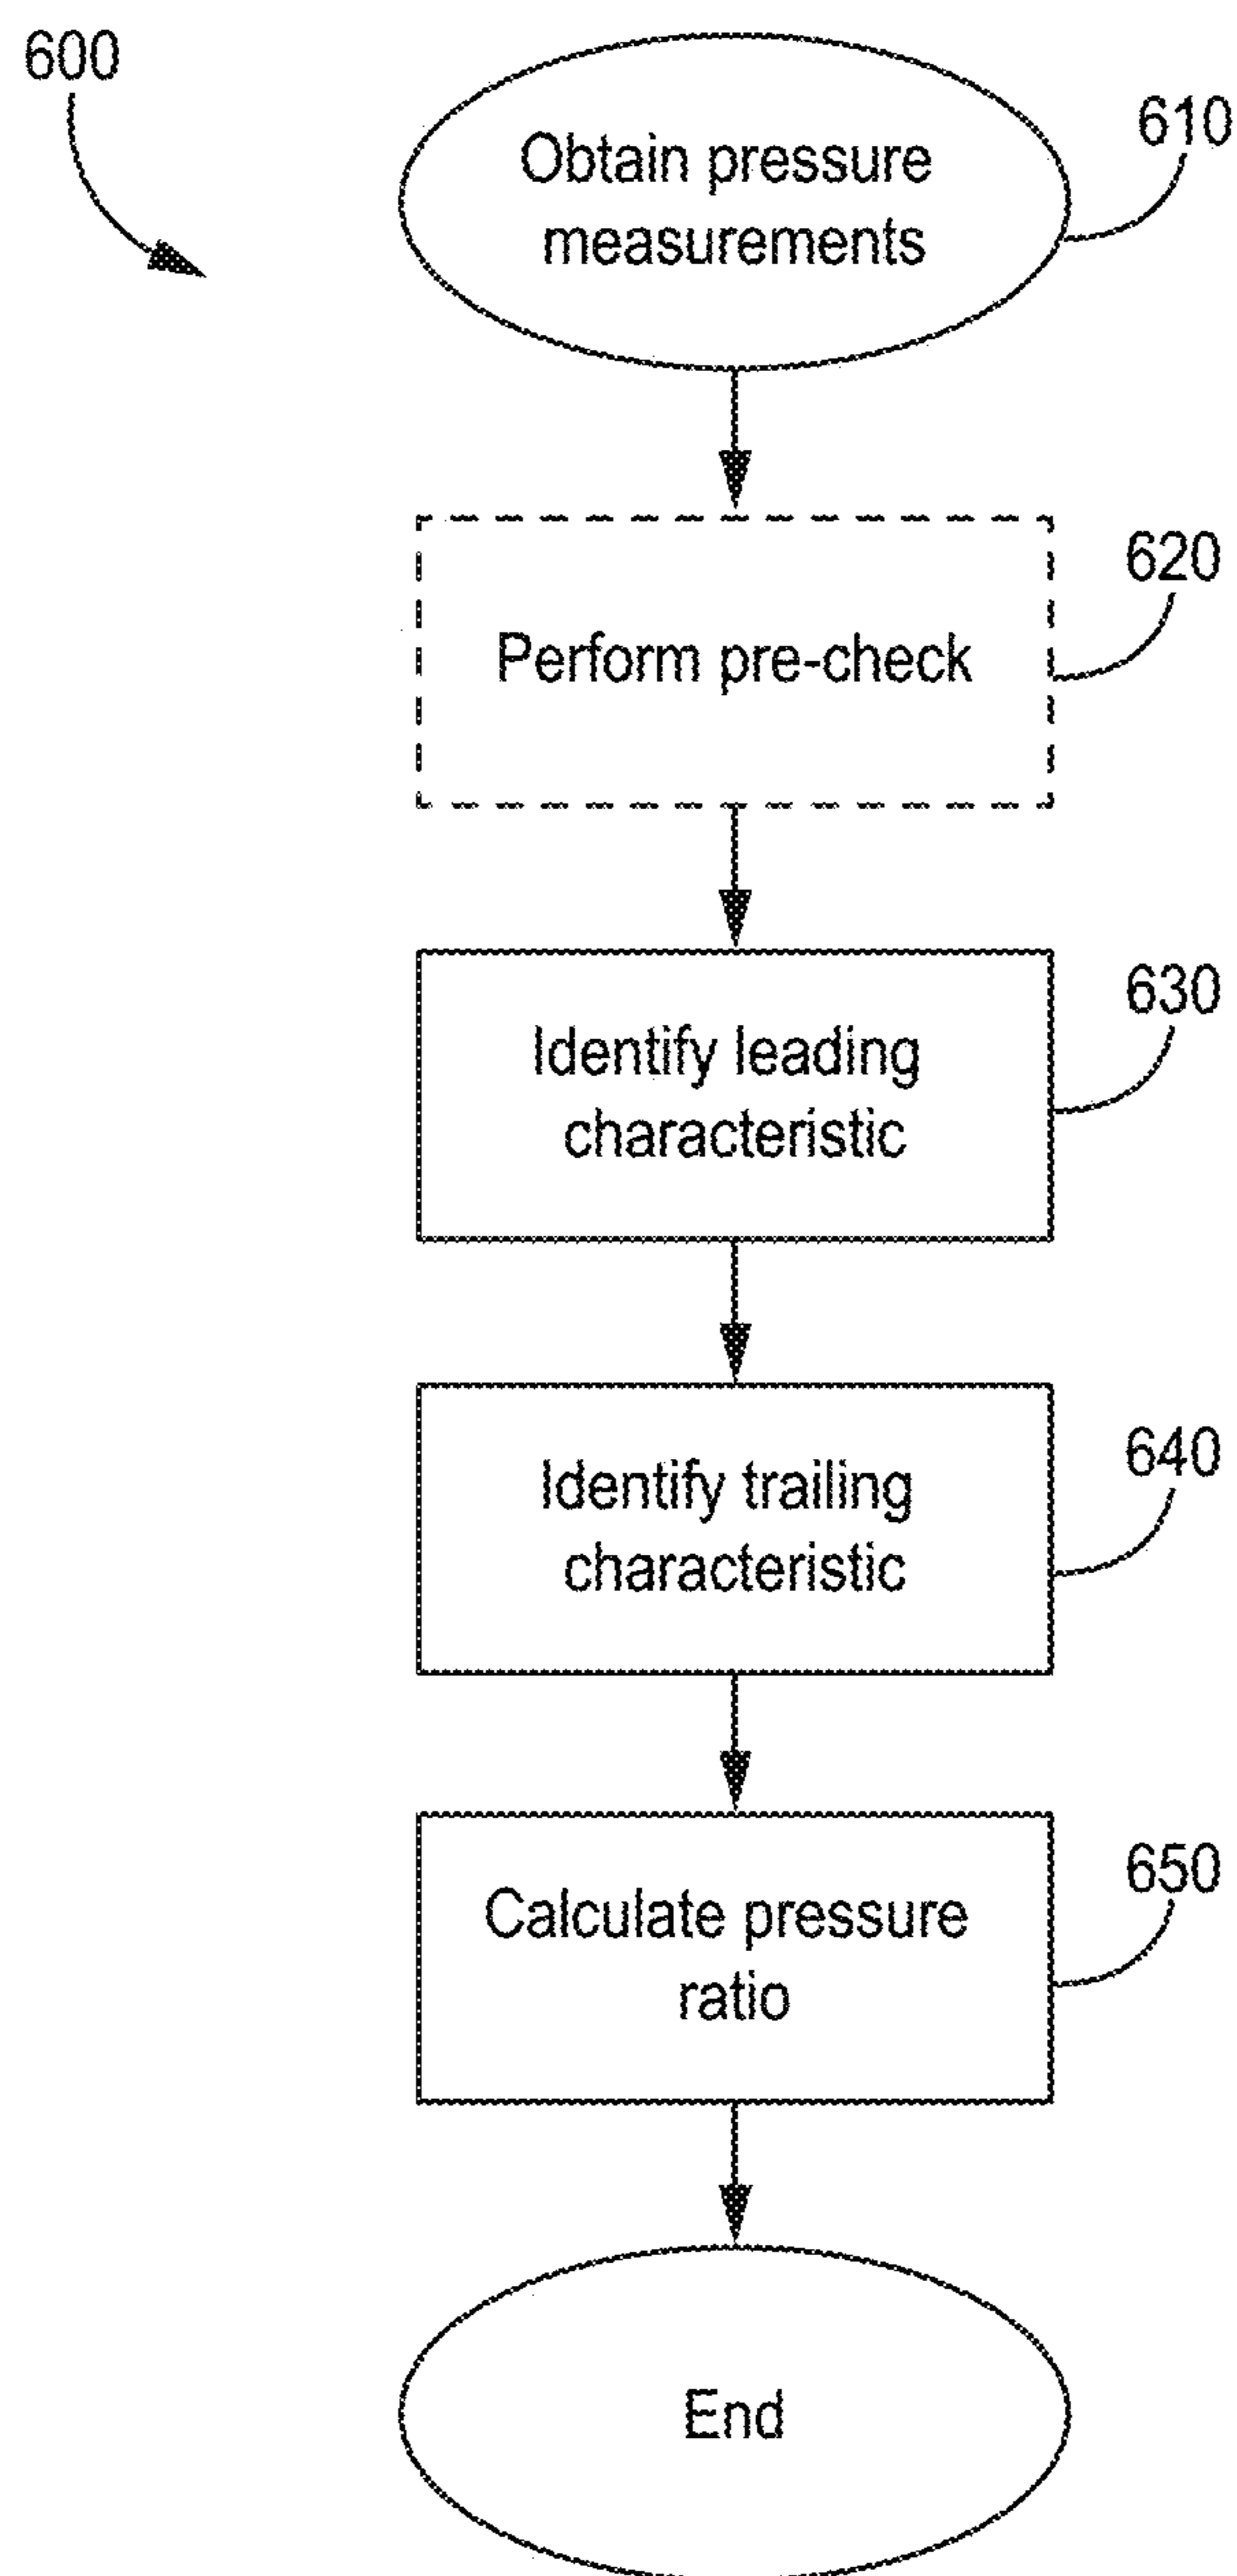 600
Obtain pressure
measurements
610
Perform pre-check
620
Identify leading
characteristic
630
Identify trailing
characteristic
640
Calculate pressure
ratio
650
End